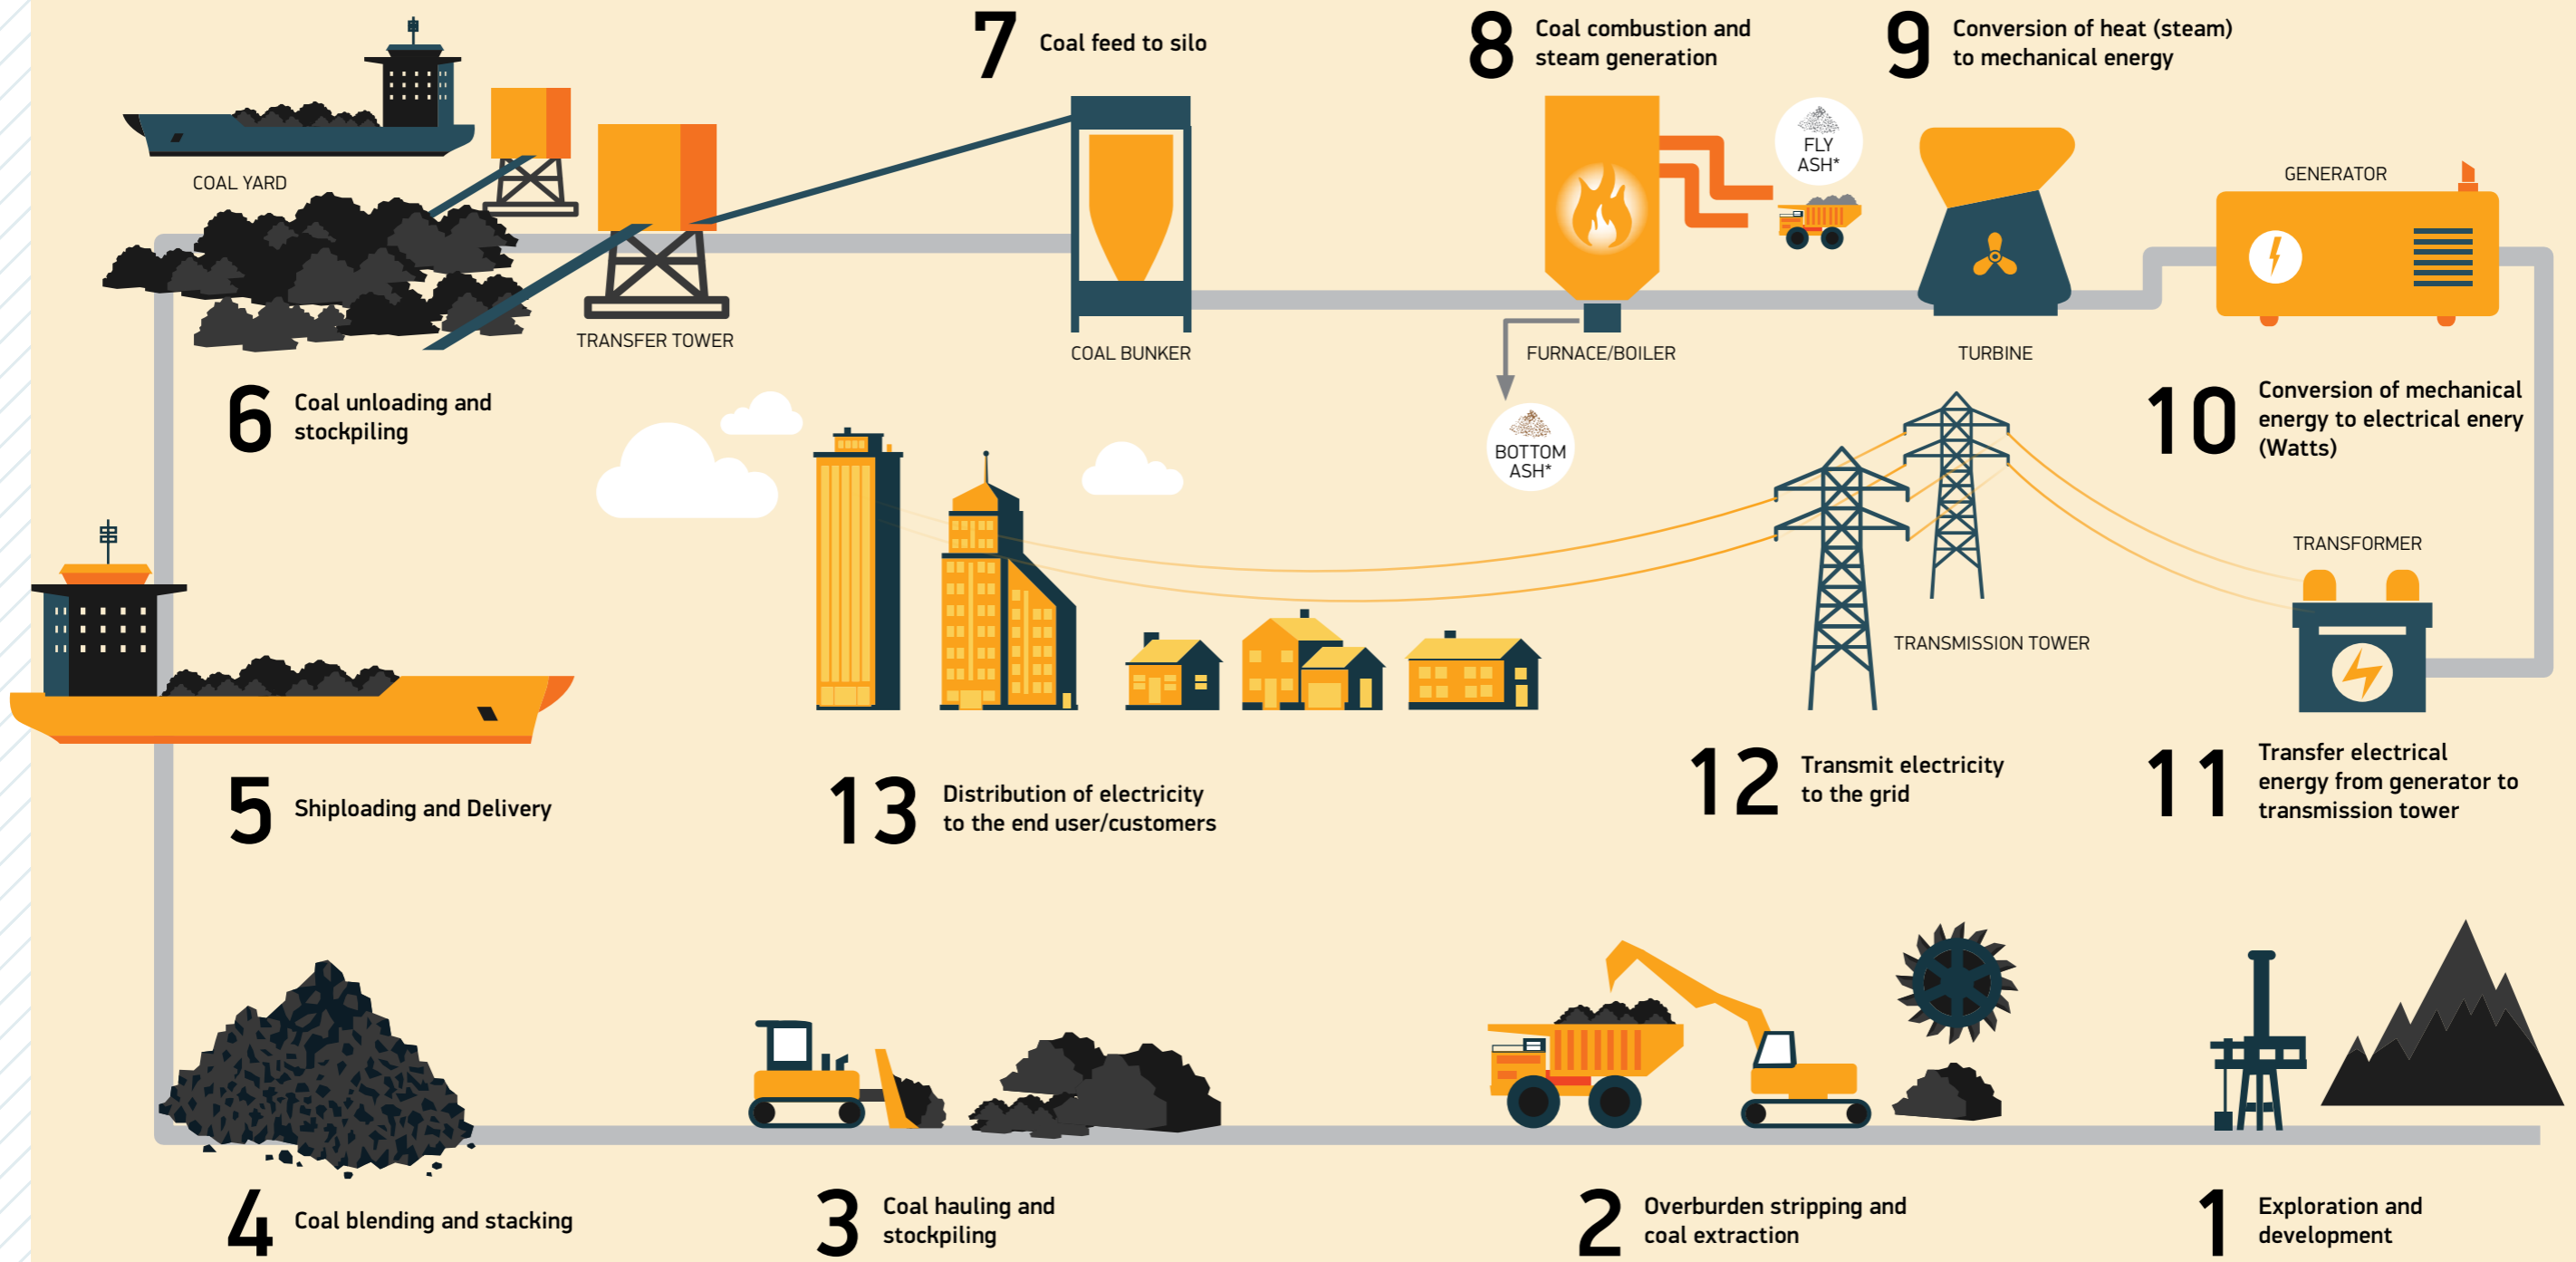 7
Coal feed to silo
8
Coal combustion and
steam generation
9
Conversion of heat (steam)
to mechanical energy
COAL YARD
FLY
ASH*
GENERATOR
TRANSFER TOWER
COAL BUNKER
FURNACE/BOILER
TURBINE
6
Coal unloading and
stockpiling
BOTTOM
ASH*
10
Conversion of mechanical
energy to electrical enery
(Watts)
TRANSFORMER
TRANSMISSION TOWER
5
Shiploading and Delivery
13
Distribution of electricity
to the end user/customers
12
Transmit electricity
to the grid
11
Transfer electrical
energy from generator to
transmission tower
4
Coal blending and stacking
3
Coal hauling and
stockpiling
2
Overburden stripping and
coal extraction
1
Exploration and
development